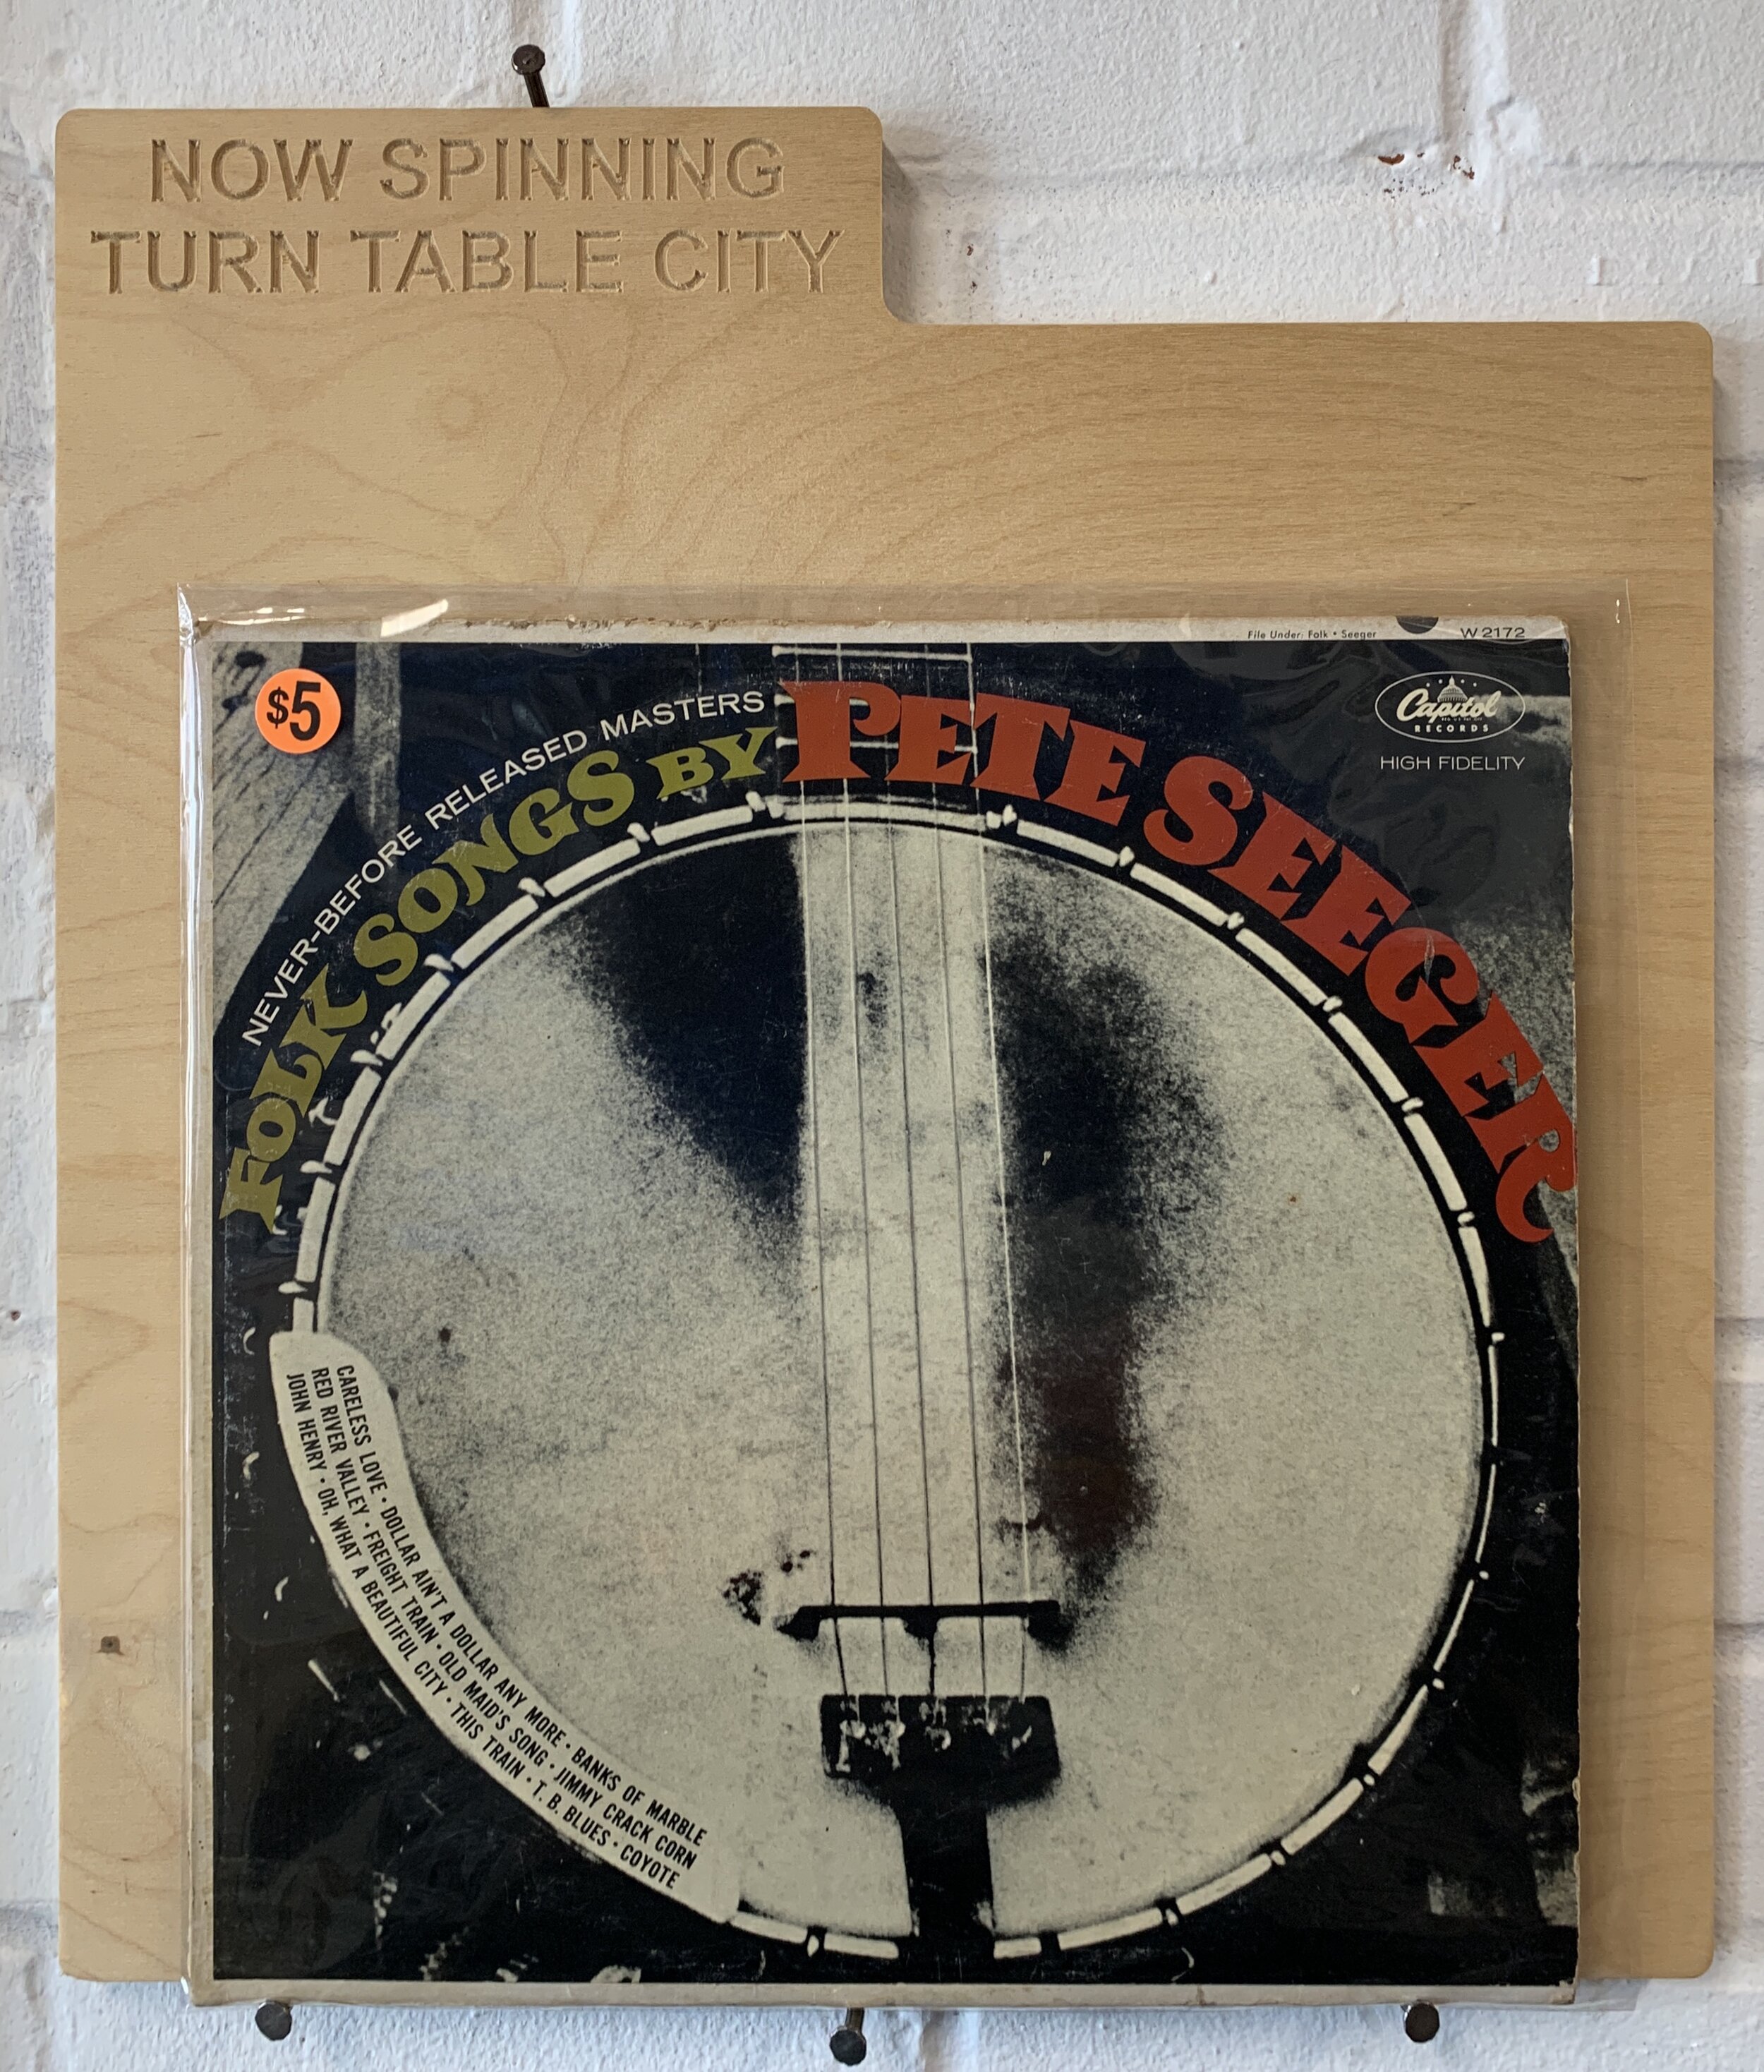 NOW SPINNING
TURN TABLE CITY
File Under: Folk • Seeger
W 2172
$5
NEVER-BEFORE RELEASED MASTERS
FOLK SONGS BY PETE SEEGER
Capitol
RECORDS
HIGH FIDELITY
CARELESS LOVE • DOLLAR AIN'T A DOLLAR ANY MORE • BANKS OF MARBLE
RED RIVER VALLEY • FREIGHT TRAIN • OLD MAID'S SONG • JIMMY CRACK CORN
JOHN HENRY • OH, WHAT A BEAUTIFUL CITY • THIS TRAIN • T. B. BLUES • COYOTE